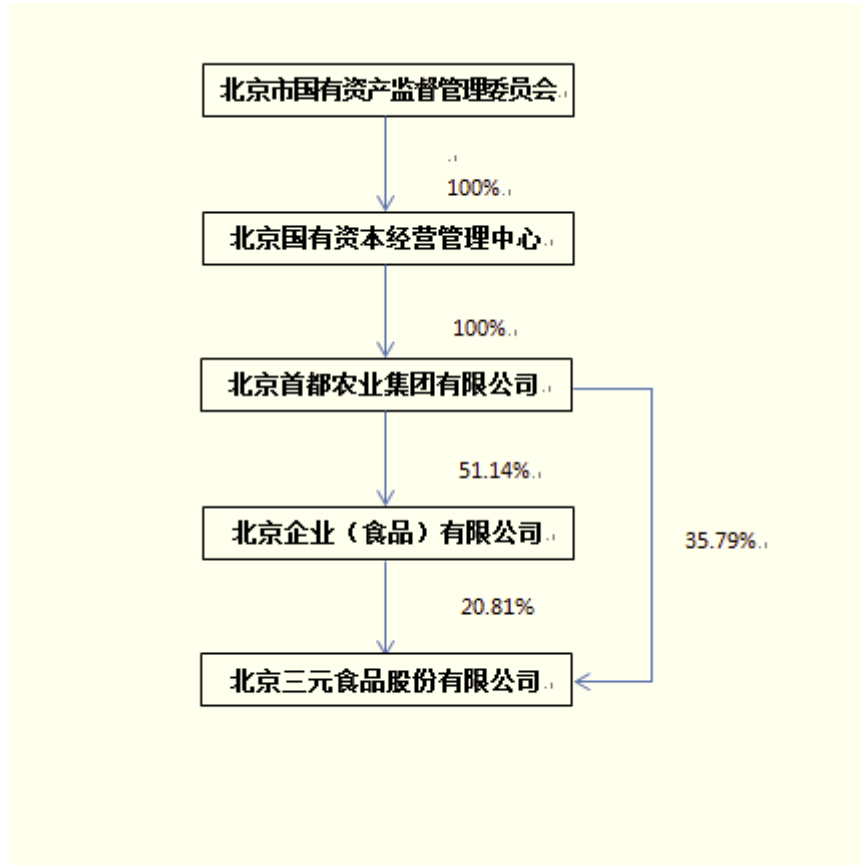 北京市国有资产监督管理委员会
100%
北京国有资本经营管理中心
100%
北京首都农业集团有限公司
51.14%
北京企业（食品）有限公司
35.79%
20.81%
北京三元食品股份有限公司